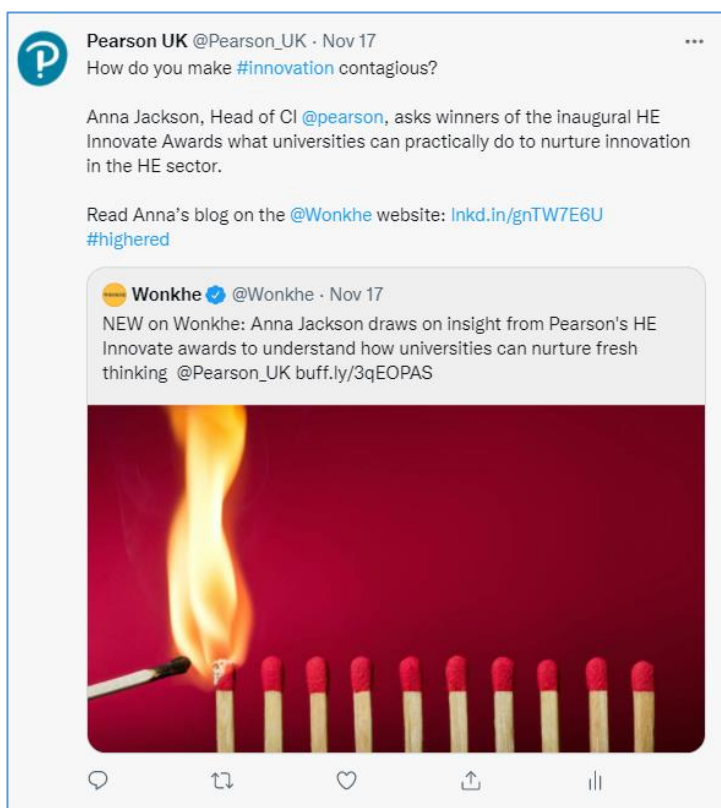 Pearson UK @Pearson_UK · Nov 17
How do you make #innovation contagious?
Anna Jackson, Head of CI @pearson, asks winners of the inaugural HE
Innovate Awards what universities can practically do to nurture innovation
in the HE sector.
Read Anna's blog on the @Wonkhe website: lnkd.in/gnTW7E6U
#highered
Wonkhe @Wonkhe · Nov 17
NEW on Wonkhe: Anna Jackson draws on insight from Pearson's HE
Innovate awards to understand how universities can nurture fresh
thinking @Pearson_UK buff.ly/3qEOPAS